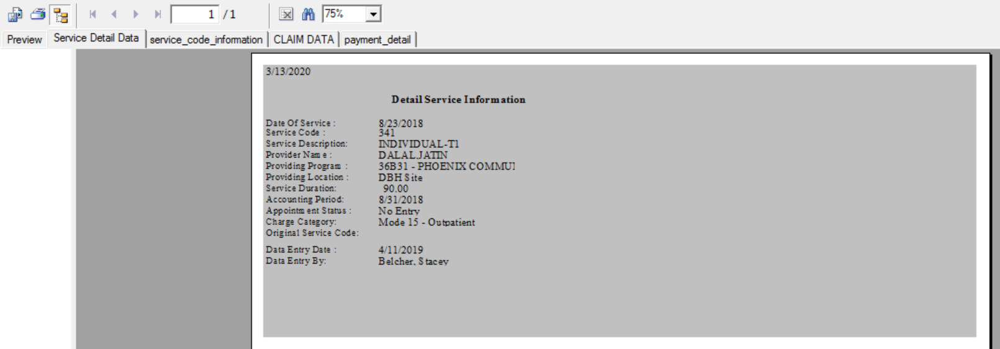 1 /1 75%
Preview Service Detail Data service_code_information CLAIM DATA payment_detail
3/13/2020
Detail Service Information
Date Of Service : 8/23/2018
Service Code : 341
Service Description: INDIVIDUAL-T1
Provider Name : DALAL,JATIN
Providing Program : 36B31 - PHOENIX COMMUI
Providing Location : DBH Site
Service Duration: 90.00
Accounting Period: 8/31/2018
Appointment Status : No Entry
Charge Category: Mode 15 - Outpatient
Original Service Code:
Data Entry Date : 4/11/2019
Data Entry By: Belcher, Stacey